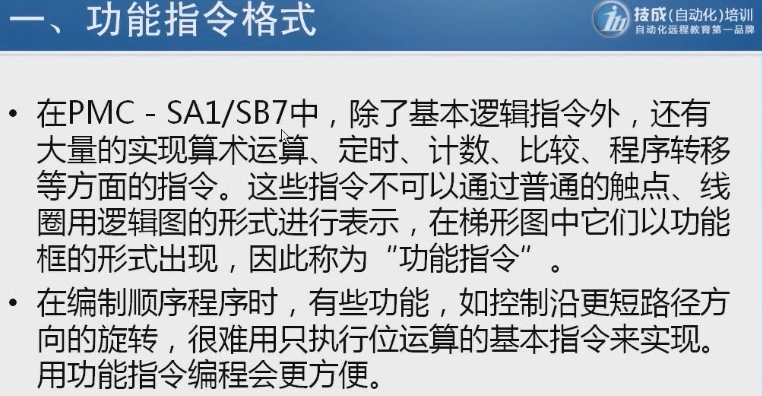 一、功能指令格式
技成(自动化)培训
自动化远程教育第一品牌
• 在PMC－SA1/SB7中，除了基本逻辑指令外，还有
大量的实现算术运算、定时、计数、比较、程序转移
等方面的指令。这些指令不可以通过普通的触点、线
圈用逻辑图的形式进行表示，在梯形图中它们以功能
框的形式出现，因此称为“功能指令”。
• 在编制顺序程序时，有些功能，如控制沿更短路径方
向的旋转，很难用只执行位运算的基本指令来实现。
用功能指令编程会更方便。